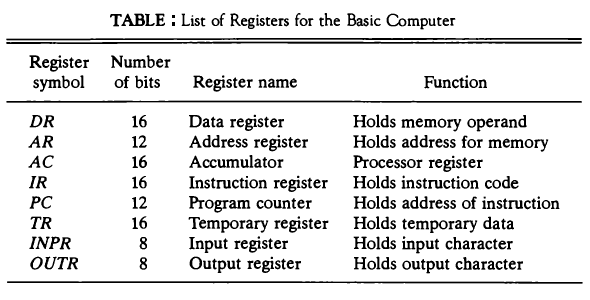 TABLE : List of Registers for the Basic Computer
Register symbol Number of bits Register name Function
DR 16 Data register Holds memory operand
AR 12 Address register Holds address for memory
AC 16 Accumulator Processor register
IR 16 Instruction register Holds instruction code
PC 12 Program counter Holds address of instruction
TR 16 Temporary register Holds temporary data
INPR 8 Input register Holds input character
OUTR 8 Output register Holds output character